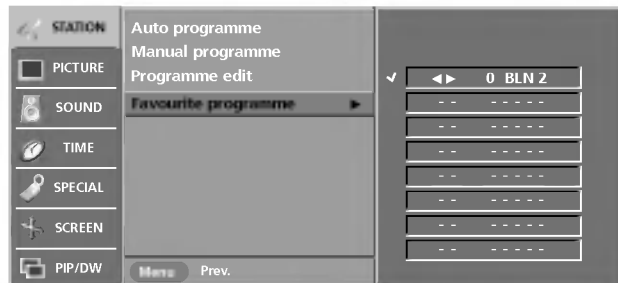 STATION
PICTURE
SOUND
TIME
SPECIAL
SCREEN
PIP/DW
Auto programme
Manual programme
Programme edit
Favourite programme ►
Menu Prev.
✔ ◄► 0 BLN 2
- - - - - - -
- - - - - - -
- - - - - - -
- - - - - - -
- - - - - - -
- - - - - - -
- - - - - - -